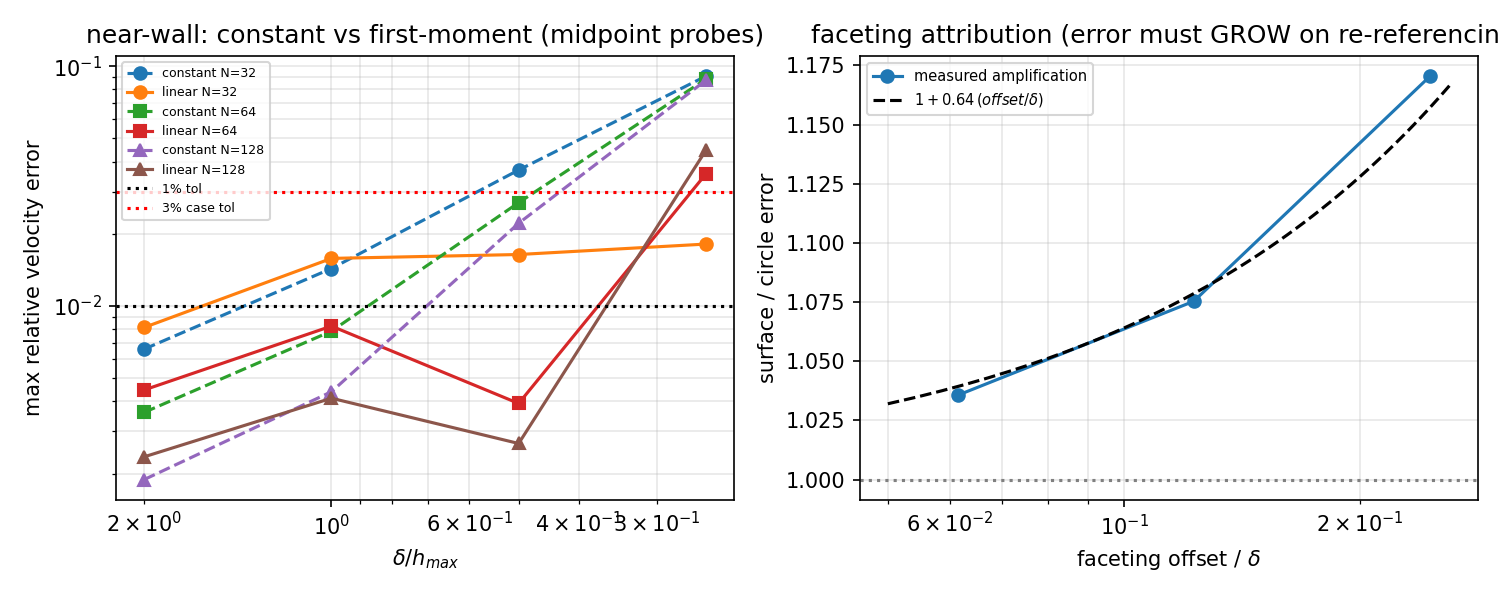 near-wall: constant vs first-moment (midpoint probes)
max relative velocity error
10⁻¹
10⁻²
constant N=32
linear N=32
constant N=64
linear N=64
constant N=128
linear N=128
1% tol
3% case tol
2 × 10⁰
10⁰
6 × 10⁻¹
4 × 10⁻¹
3 × 10⁻¹
δ/hₘₐₓ
faceting attribution (error must GROW on re-referencin
surface / circle error
1.175
1.150
1.125
1.100
1.075
1.050
1.025
1.000
measured amplification
1 + 0.64 (offset/δ)
6 × 10⁻²
10⁻¹
2 × 10⁻¹
faceting offset / δ